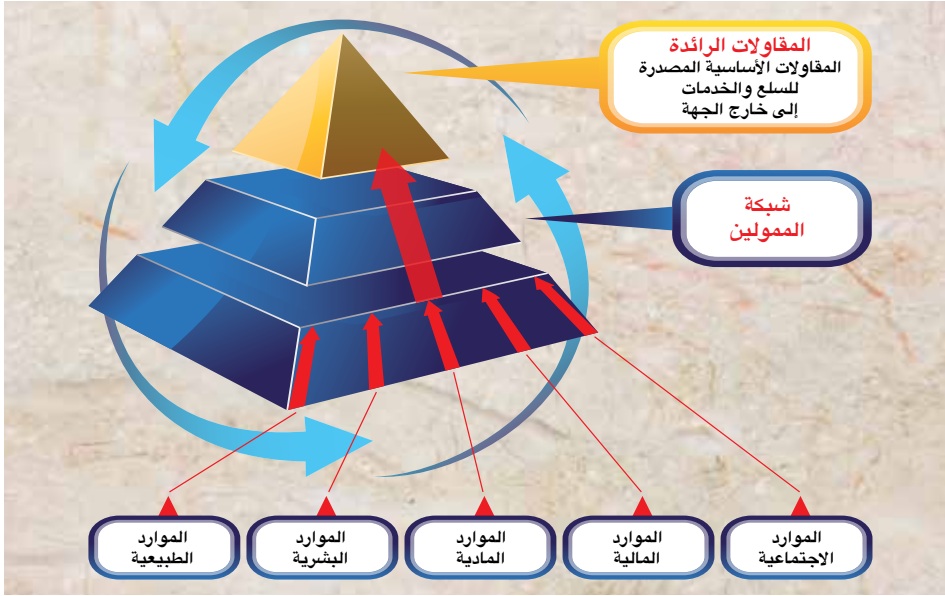 المقاولات الرائدة
المقاولات الأساسية المصدرة
للسلع والخدمات
إلى خارج الجهة
شبكة
الممولين
الموارد
الاجتماعية
الموارد
المالية
الموارد
المادية
الموارد
البشرية
الموارد
الطبيعية